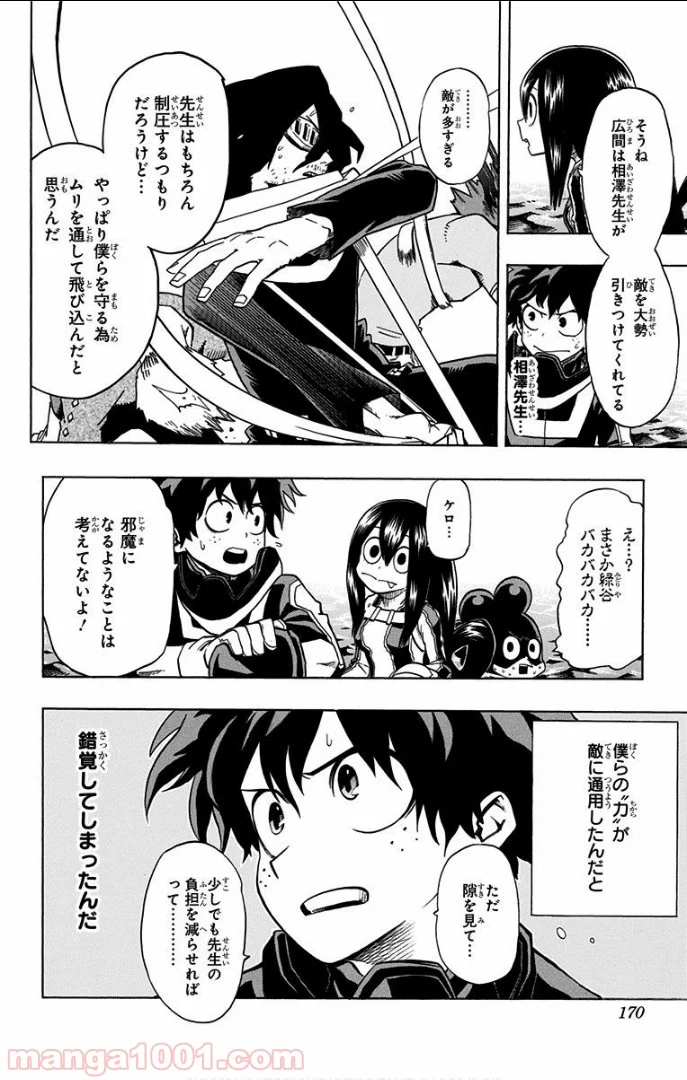 そうね
広間は相澤先生が
敵を大勢
引きつけてくれてる
相澤先生…
………
敵が多すぎる
先生はもちろん
制圧するつもり
だろうけど…
やっぱり僕らを守る為
ムリを通して飛び込んだと
思うんだ
え…?
まさか緑谷
バカバカバカ……
ケロ…
邪魔に
なるようなことは
考えてないよ!
僕らの“力”が
敵に通用したんだと
ただ
隙を見て…
少しでも先生の
負担を減らせれば
って………
錯覚してしまったんだ
170
manga1001.com